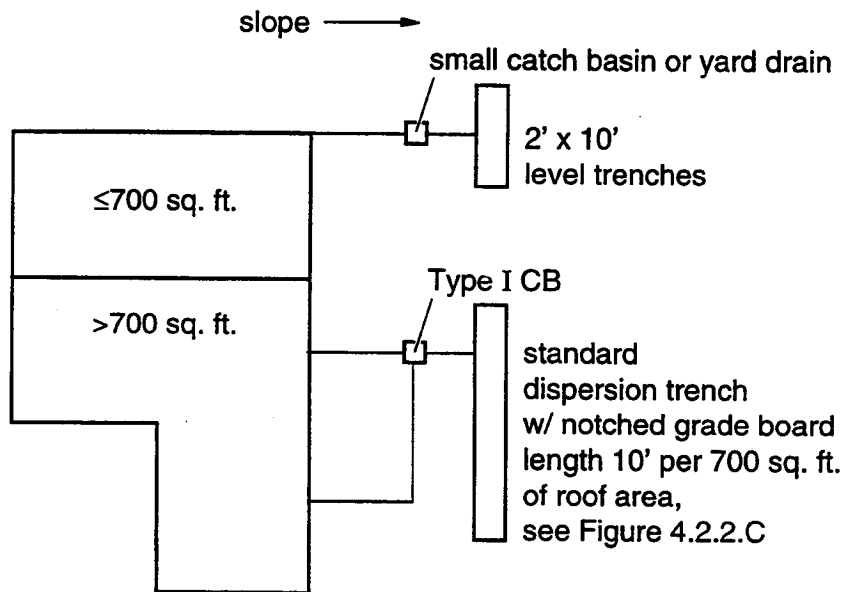 slope
small catch basin or yard drain
2' x 10'
level trenches
≤700 sq. ft.
Type I CB
>700 sq. ft.
standard
dispersion trench
w/ notched grade board
length 10' per 700 sq. ft.
of roof area,
see Figure 4.2.2.C